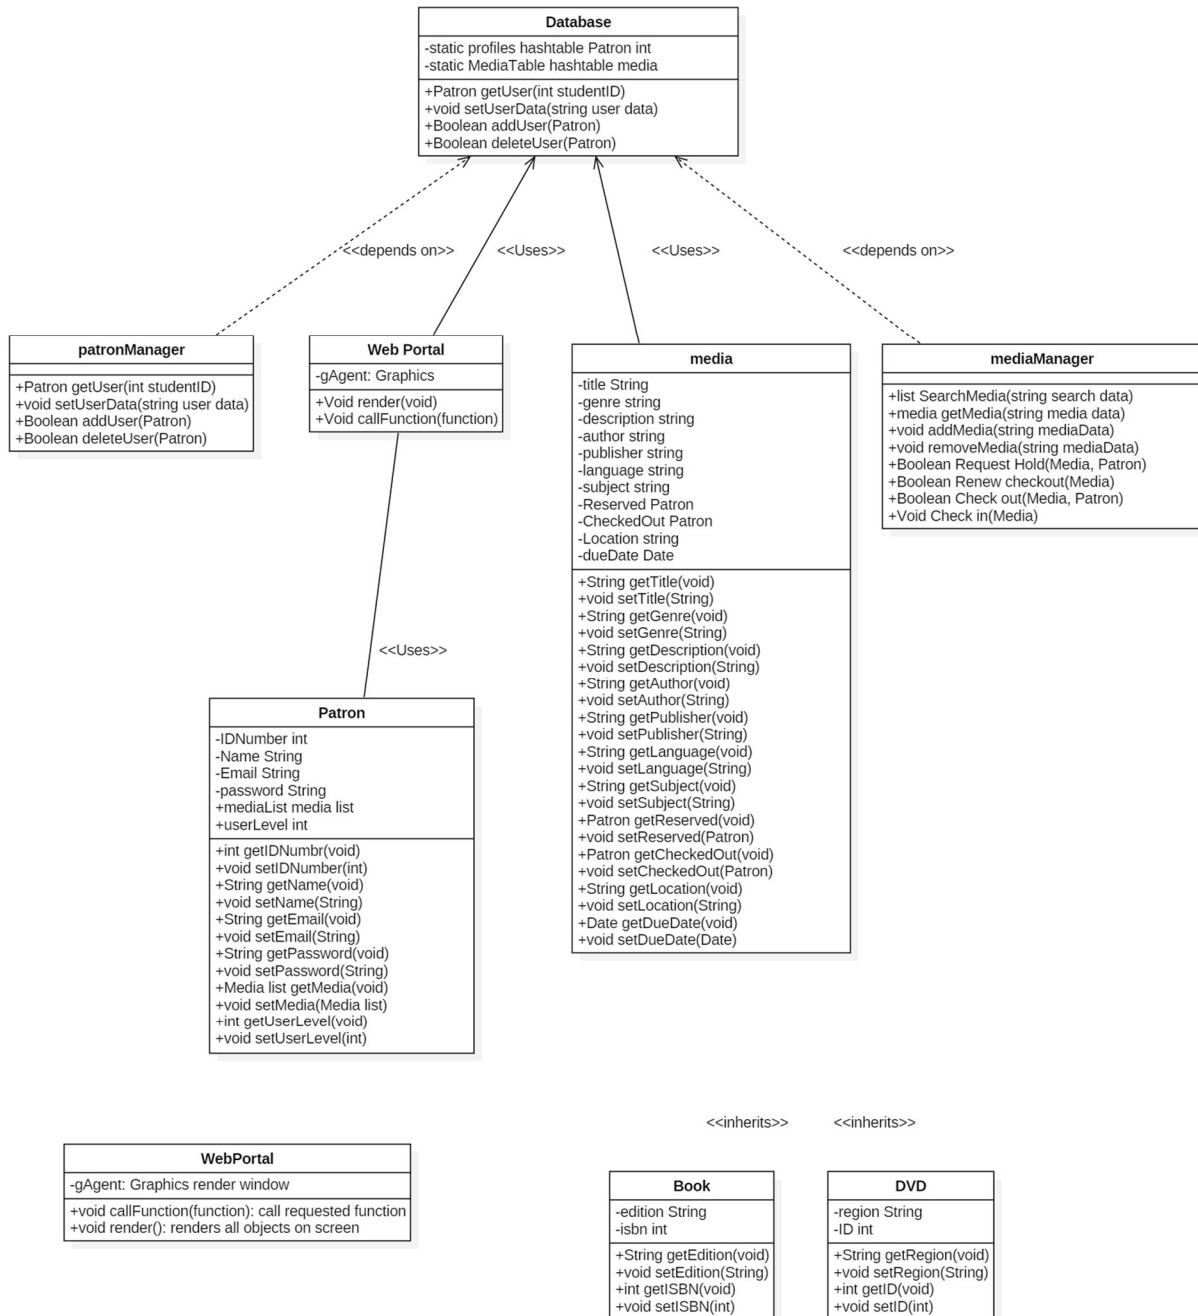 Database
-static profiles hashtable Patron int
-static MediaTable hashtable media
+Patron getUser(int studentID)
+void setUserData(string user data)
+Boolean addUser(Patron)
+Boolean deleteUser(Patron)
<<depends on>>
<<Uses>>
<<Uses>>
<<depends on>>
patronManager
+Patron getUser(int studentID)
+void setUserData(string user data)
+Boolean addUser(Patron)
+Boolean deleteUser(Patron)
Web Portal
-gAgent: Graphics
+Void render(void)
+Void callFunction(function)
media
-title String
-genre string
-description string
-author string
-publisher string
-language string
-subject string
-Reserved Patron
-CheckedOut Patron
-Location string
-dueDate Date
+String getTitle(void)
+void setTitle(String)
+String getGenre(void)
+void setGenre(String)
+String getDescription(void)
+void setDescription(String)
+String getAuthor(void)
+void setAuthor(String)
+String getPublisher(void)
+void setPublisher(String)
+String getLanguage(void)
+void setLanguage(String)
+String getSubject(void)
+void setSubject(String)
+Patron getReserved(void)
+void setReserved(Patron)
+Patron getCheckedOut(void)
+void setCheckedOut(Patron)
+String getLocation(void)
+void setLocation(String)
+Date getDueDate(void)
+void setDueDate(Date)
mediaManager
+list SearchMedia(string search data)
+media getMedia(string media data)
+void addMedia(string mediaData)
+void removeMedia(string mediaData)
+Boolean Request Hold(Media, Patron)
+Boolean Renew checkout(Media)
+Boolean Check out(Media, Patron)
+Void Check in(Media)
<<Uses>>
Patron
-IDNumber int
-Name String
-Email String
-password String
+mediaList media list
+userLevel int
+int getIDNumbr(void)
+void setIDNumber(int)
+String getName(void)
+void setName(String)
+String getEmail(void)
+void setEmail(String)
+String getPassword(void)
+void setPassword(String)
+Media list getMedia(void)
+void setMedia(Media list)
+int getUserLevel(void)
+void setUserLevel(int)
<<inherits>>
<<inherits>>
WebPortal
-gAgent: Graphics render window
+void callFunction(function): call requested function
+void render(): renders all objects on screen
Book
-edition String
-isbn int
+String getEdition(void)
+void setEdition(String)
+int getISBN(void)
+void setISBN(int)
DVD
-region String
-ID int
+String getRegion(void)
+void setRegion(String)
+int getID(void)
+void setID(int)